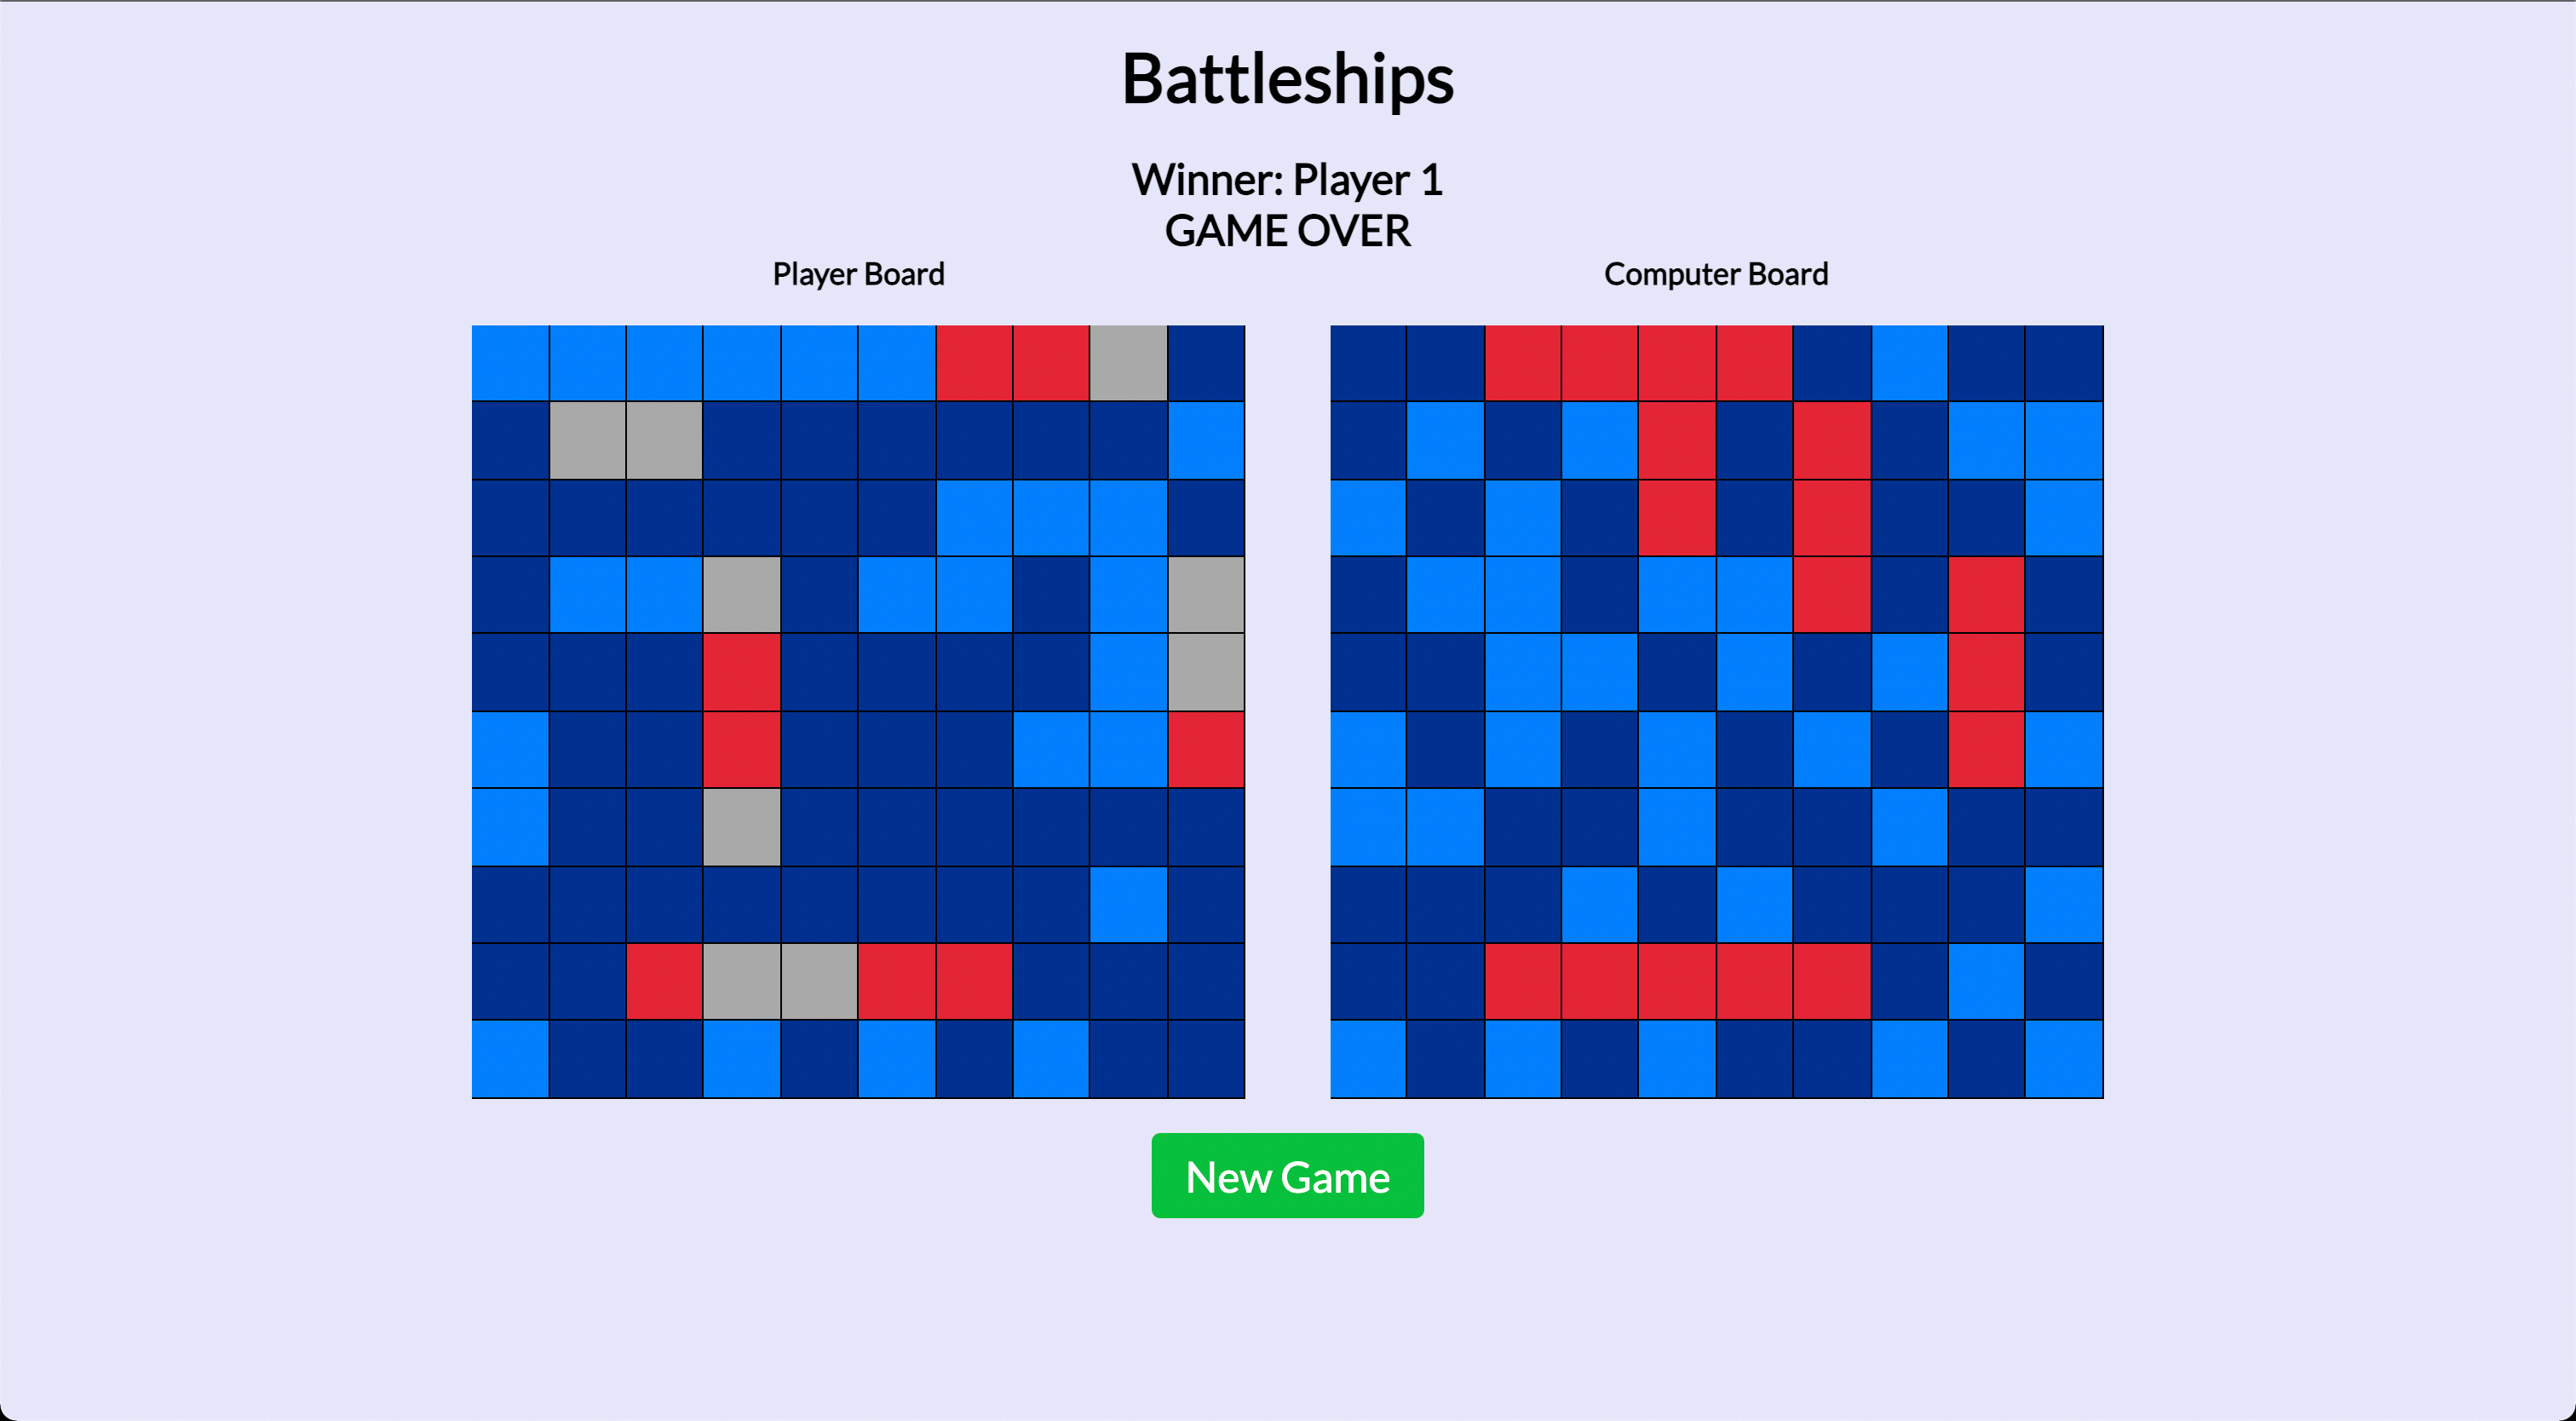 Battleships
Winner: Player 1
GAME OVER
Player Board
Computer Board
New Game